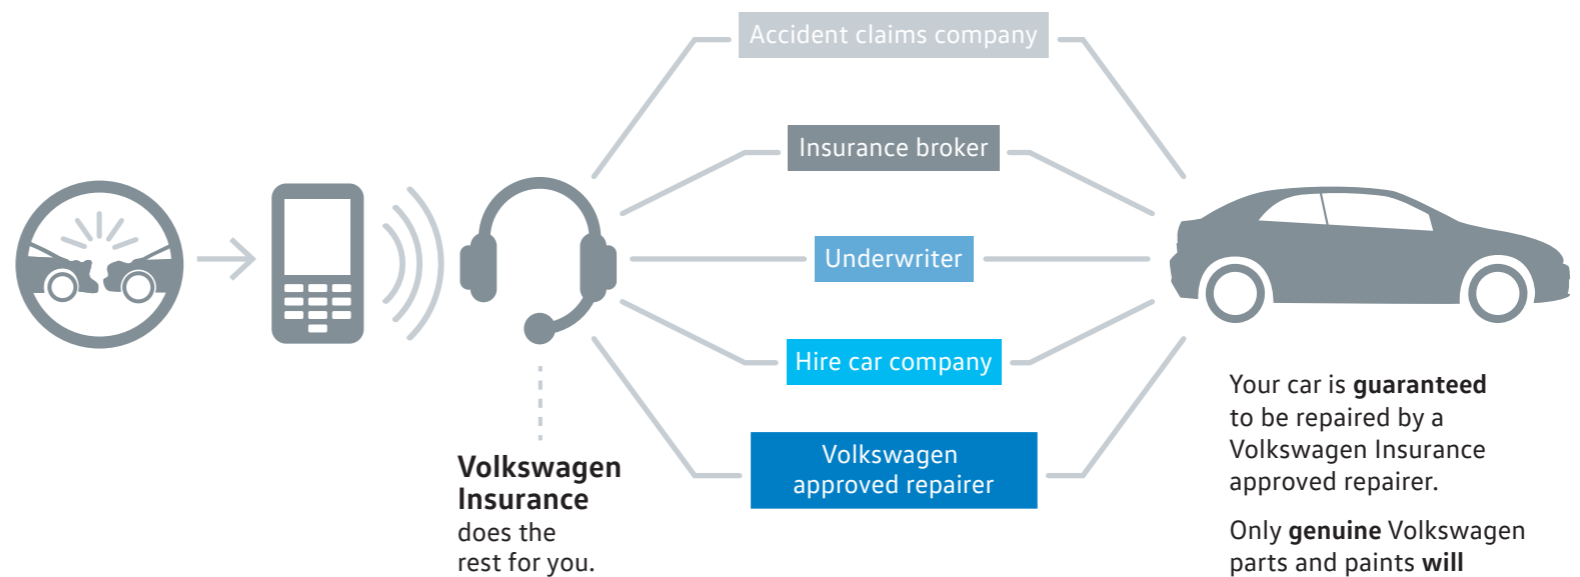 Accident claims company
Insurance broker
Underwriter
Hire car company
Volkswagen
approved repairer
Volkswagen
Insurance
does the
rest for you.
Your car is guaranteed
to be repaired by a
Volkswagen Insurance
approved repairer.
Only genuine Volkswagen
parts and paints will